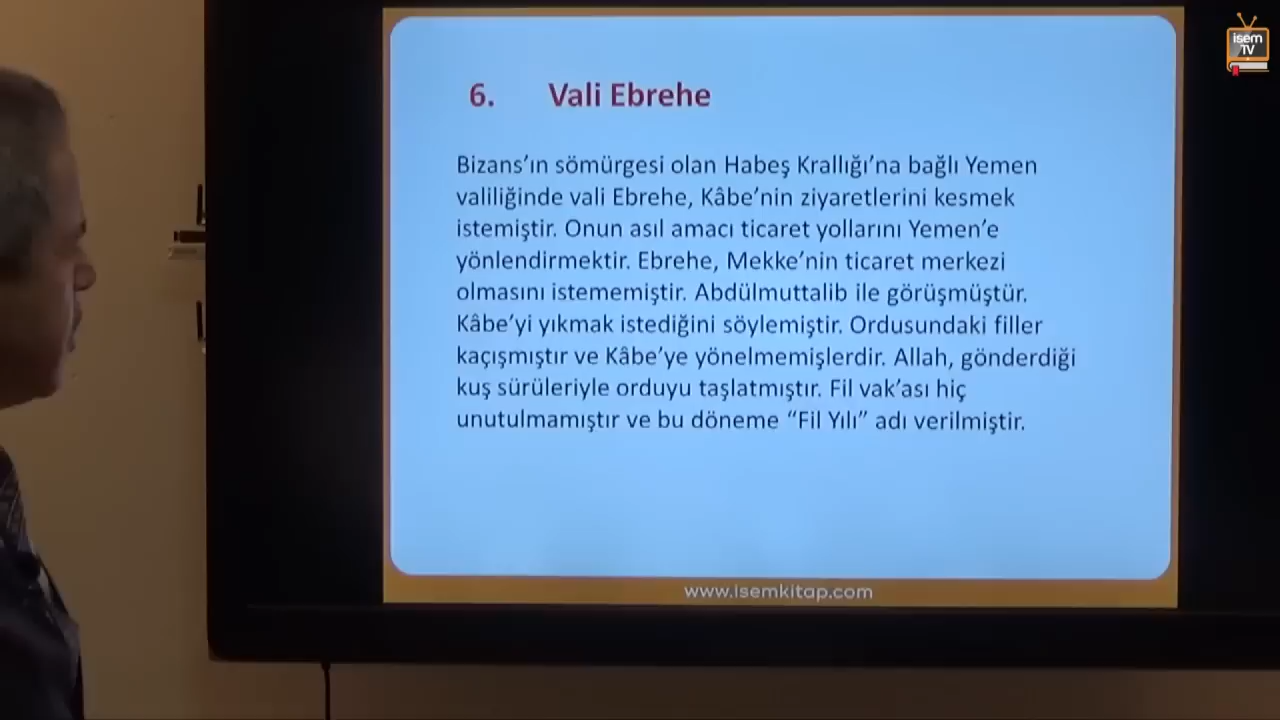 isem
TV
6. Vali Ebrehe
Bizans’ın sömürgesi olan Habeş Krallığı’na bağlı Yemen
valiliğinde vali Ebrehe, Kâbe’nin ziyaretlerini kesmek
istemiştir. Onun asıl amacı ticaret yollarını Yemen’e
yönlendirmektir. Ebrehe, Mekke’nin ticaret merkezi
olmasını istememiştir. Abdülmuttalib ile görüşmüştür.
Kâbe’yi yıkmak istediğini söylemiştir. Ordusundaki filler
kaçışmıştır ve Kâbe’ye yönelmemişlerdir. Allah, gönderdiği
kuş sürüleriyle orduyu taşlatmıştır. Fil vak’ası hiç
unutulmamıştır ve bu döneme “Fil Yılı” adı verilmiştir.
www.isemkitap.com